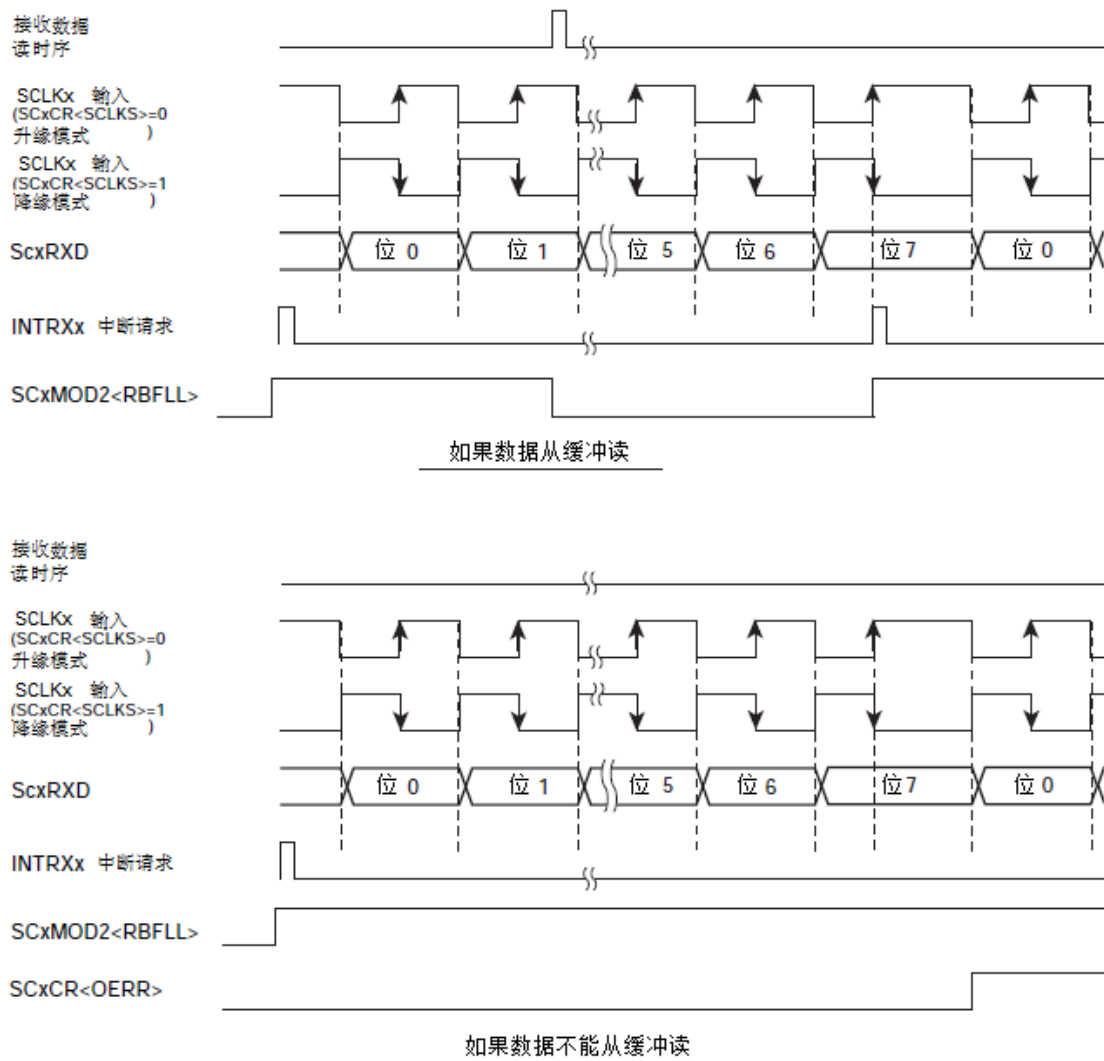 接收数据
读时序
SCLKx 输入
(SCxCR<SCLKS>=0
升缘模式 )
SCLKx 输入
(SCxCR<SCLKS>=1
降缘模式 )
ScxRXD
位 0 位 1 位 5 位 6 位 7 位 0
INTRXx 中断请求
SCxMOD2<RBFLL>
如果数据从缓冲读
接收数据
读时序
SCLKx 输入
(SCxCR<SCLKS>=0
升缘模式 )
SCLKx 输入
(SCxCR<SCLKS>=1
降缘模式 )
ScxRXD
位 0 位 1 位 5 位 6 位 7 位 0
INTRXx 中断请求
SCxMOD2<RBFLL>
SCxCR<OERR>
如果数据不能从缓冲读